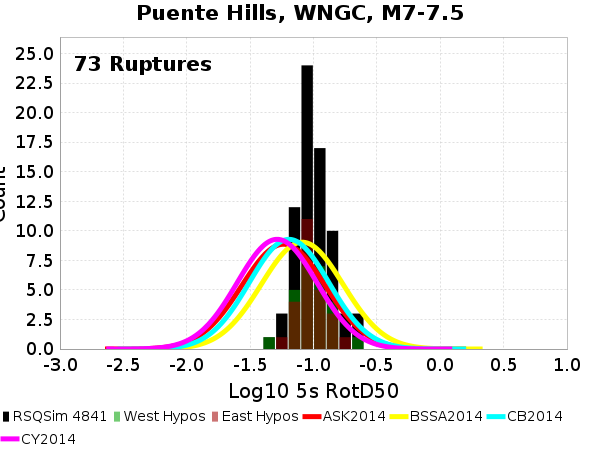 Puente Hills, WNGC, M7-7.5
73 Ruptures
25.0
22.5
20.0
17.5
15.0
12.5
10.0
7.5
5.0
2.5
0.0
Count
-3.0 -2.5 -2.0 -1.5 -1.0 -0.5 0.0 0.5 1.0
Log10 5s RotD50
RSQSim 4841 West Hypos East Hypos ASK2014 BSSA2014 CB2014
CY2014